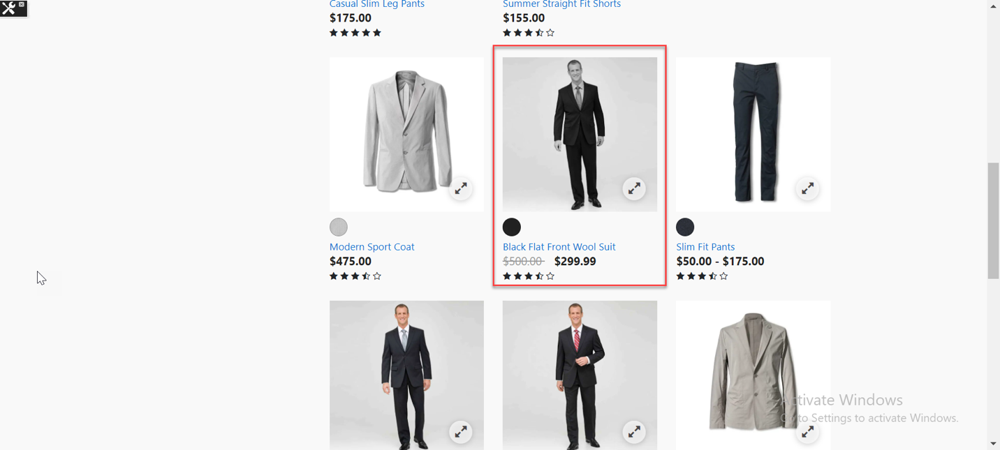 Casual Slim Leg Pants
$175.00
Summer Straight Fit Shorts
$155.00
Modern Sport Coat
$475.00
Black Flat Front Wool Suit
$500.00 $299.99
Slim Fit Pants
$50.00 - $175.00
Activate Windows
Go to Settings to activate Windows.